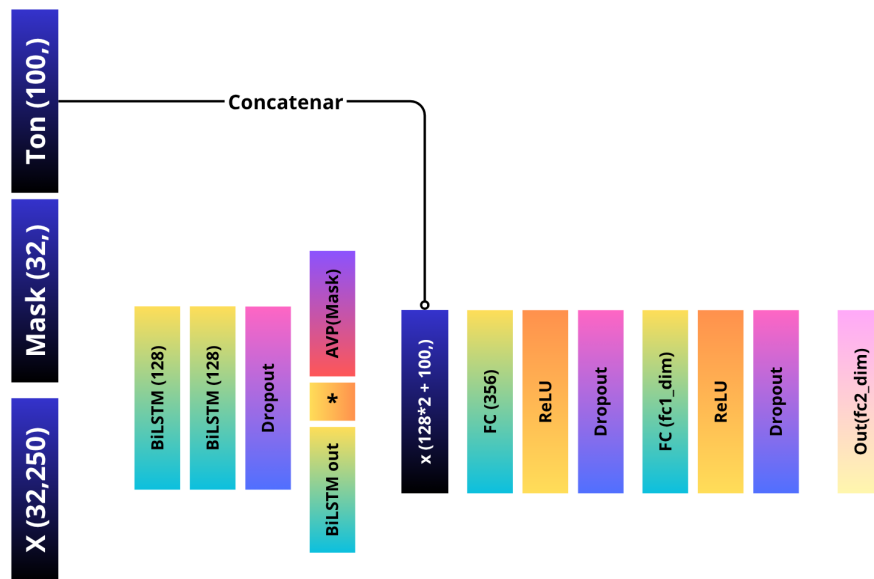 Ton (100,)
Concatenar
Mask (32,)
X (32,250)
BiLSTM (128)
BiLSTM (128)
Dropout
AVP(Mask)
*
BiLSTM out
x (128*2 + 100,)
FC (356)
ReLU
Dropout
FC (fc1_dim)
ReLU
Dropout
Out(fc2_dim)